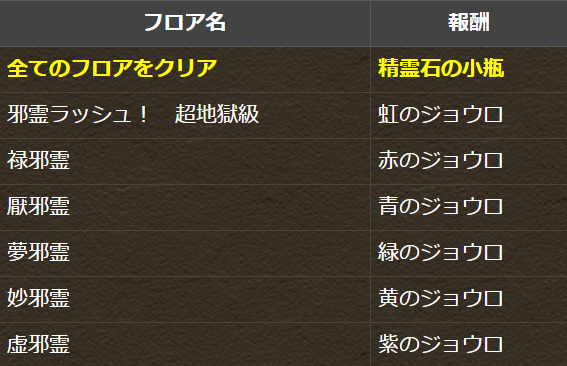 フロア名 報酬
全てのフロアをクリア 精霊石の小瓶
邪霊ラッシュ！　超地獄級 虹のジョウロ
禄邪霊 赤のジョウロ
厭邪霊 青のジョウロ
夢邪霊 緑のジョウロ
妙邪霊 黄のジョウロ
虚邪霊 紫のジョウロ